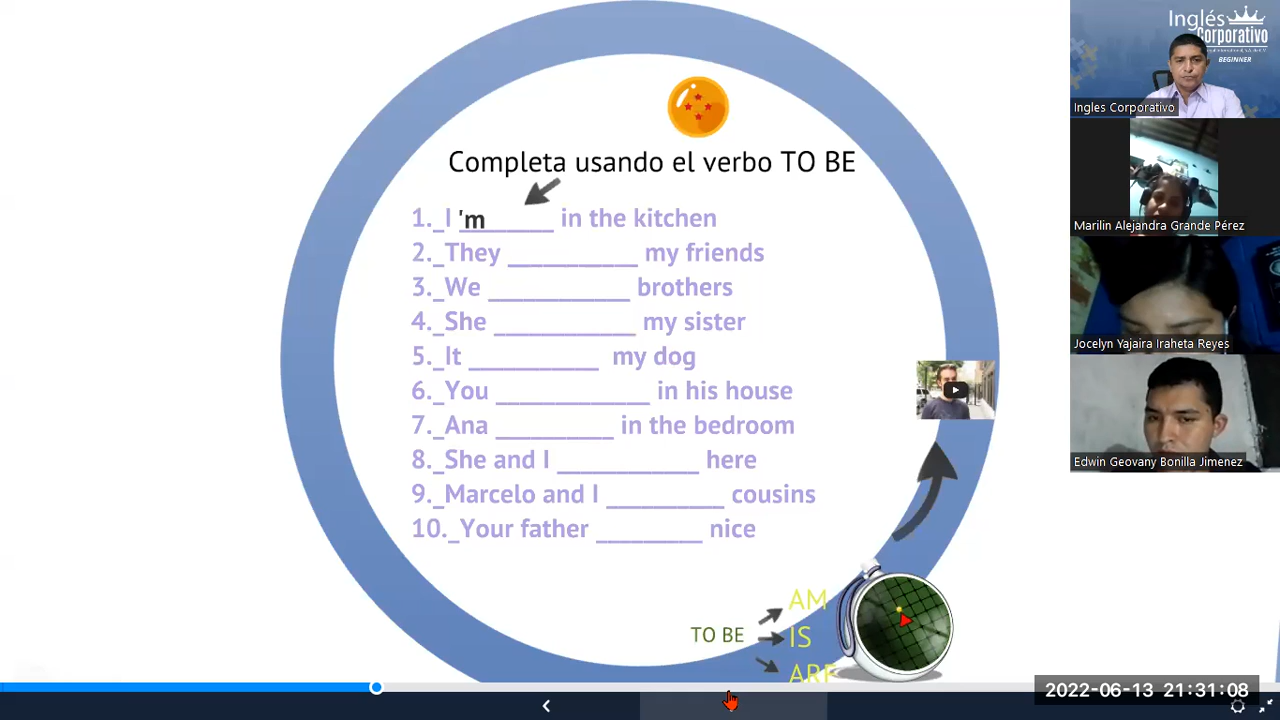 Completa usando el verbo TO BE
1._I 'm________ in the kitchen
2._They ___________ my friends
3._We ____________ brothers
4._She ____________ my sister
5._It ___________ my dog
6._You _____________ in his house
7._Ana __________ in the bedroom
8._She and I ____________ here
9._Marcelo and I __________ cousins
10._Your father _________ nice
AM
TO BE IS
ARE
Inglés
Corporativo
BEGINNER
Ingles Corporativo
Marilin Alejandra Grande Pérez
Jocelyn Yajaira Iraheta Reyes
Edwin Geovany Bonilla Jimenez
2022-06-13 21:31:08